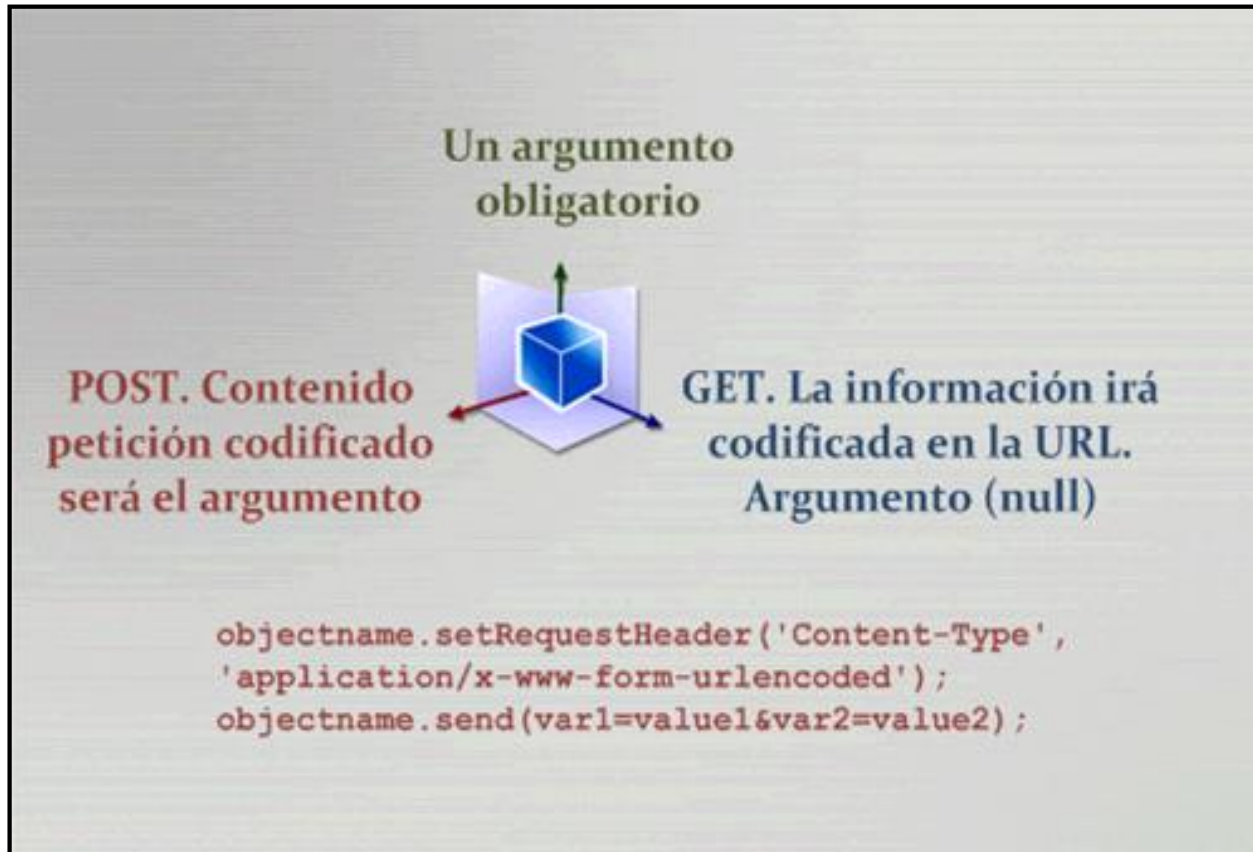 Un argumento
obligatorio
POST. Contenido
petición codificado
será el argumento
GET. La información irá
codificada en la URL.
Argumento (null)
objectname.setRequestHeader('Content-Type',
'application/x-www-form-urlencoded');
objectname.send(var1=value1&var2=value2);